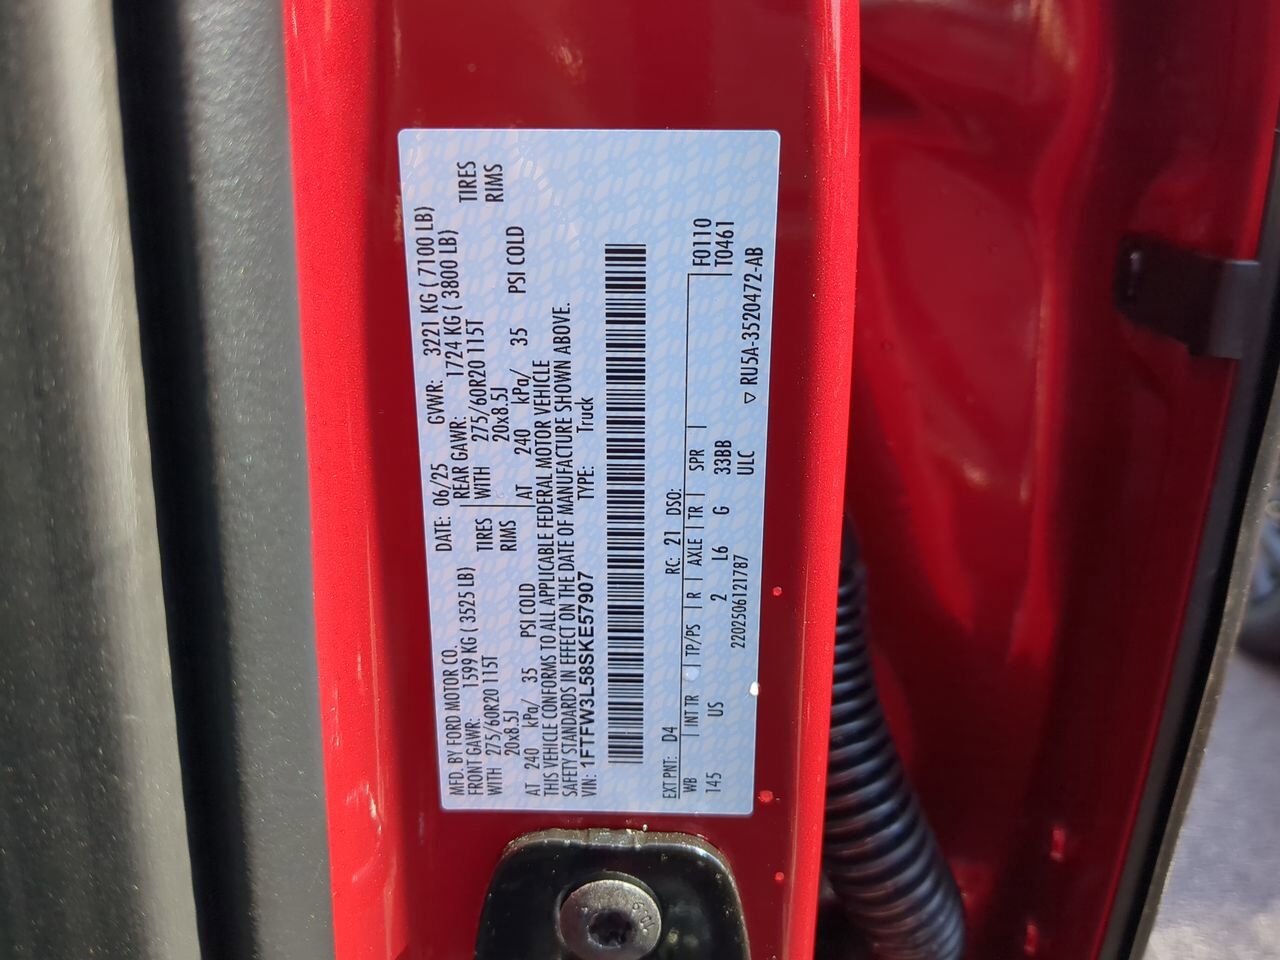 MFD. BY FORD MOTOR CO.
DATE: 06/25 GVWR: 3221 KG ( 7100 LB)
FRONT GAWR: 1599 KG ( 3525 LB)
REAR GAWR: 1724 KG ( 3800 LB)
WITH 275/60R20 115T TIRES
WITH 275/60R20 115T TIRES
20x8.5J RIMS
20x8.5J RIMS
AT 240 kPa/ 35 PSI COLD
AT 240 kPa/ 35 PSI COLD
THIS VEHICLE CONFORMS TO ALL APPLICABLE FEDERAL MOTOR VEHICLE
SAFETY STANDARDS IN EFFECT ON THE DATE OF MANUFACTURE SHOWN ABOVE.
VIN: 1FTFW3L58SKE57907 TYPE: Truck
EXT PNT: D4 RC: 21 DSO: F0110
WB INT TR TP/PS R AXLE TR SPR T0461
145 US 2 L6 G 33BB
2202506121787 ULC ▽ RU5A-3520472-AB
10.9